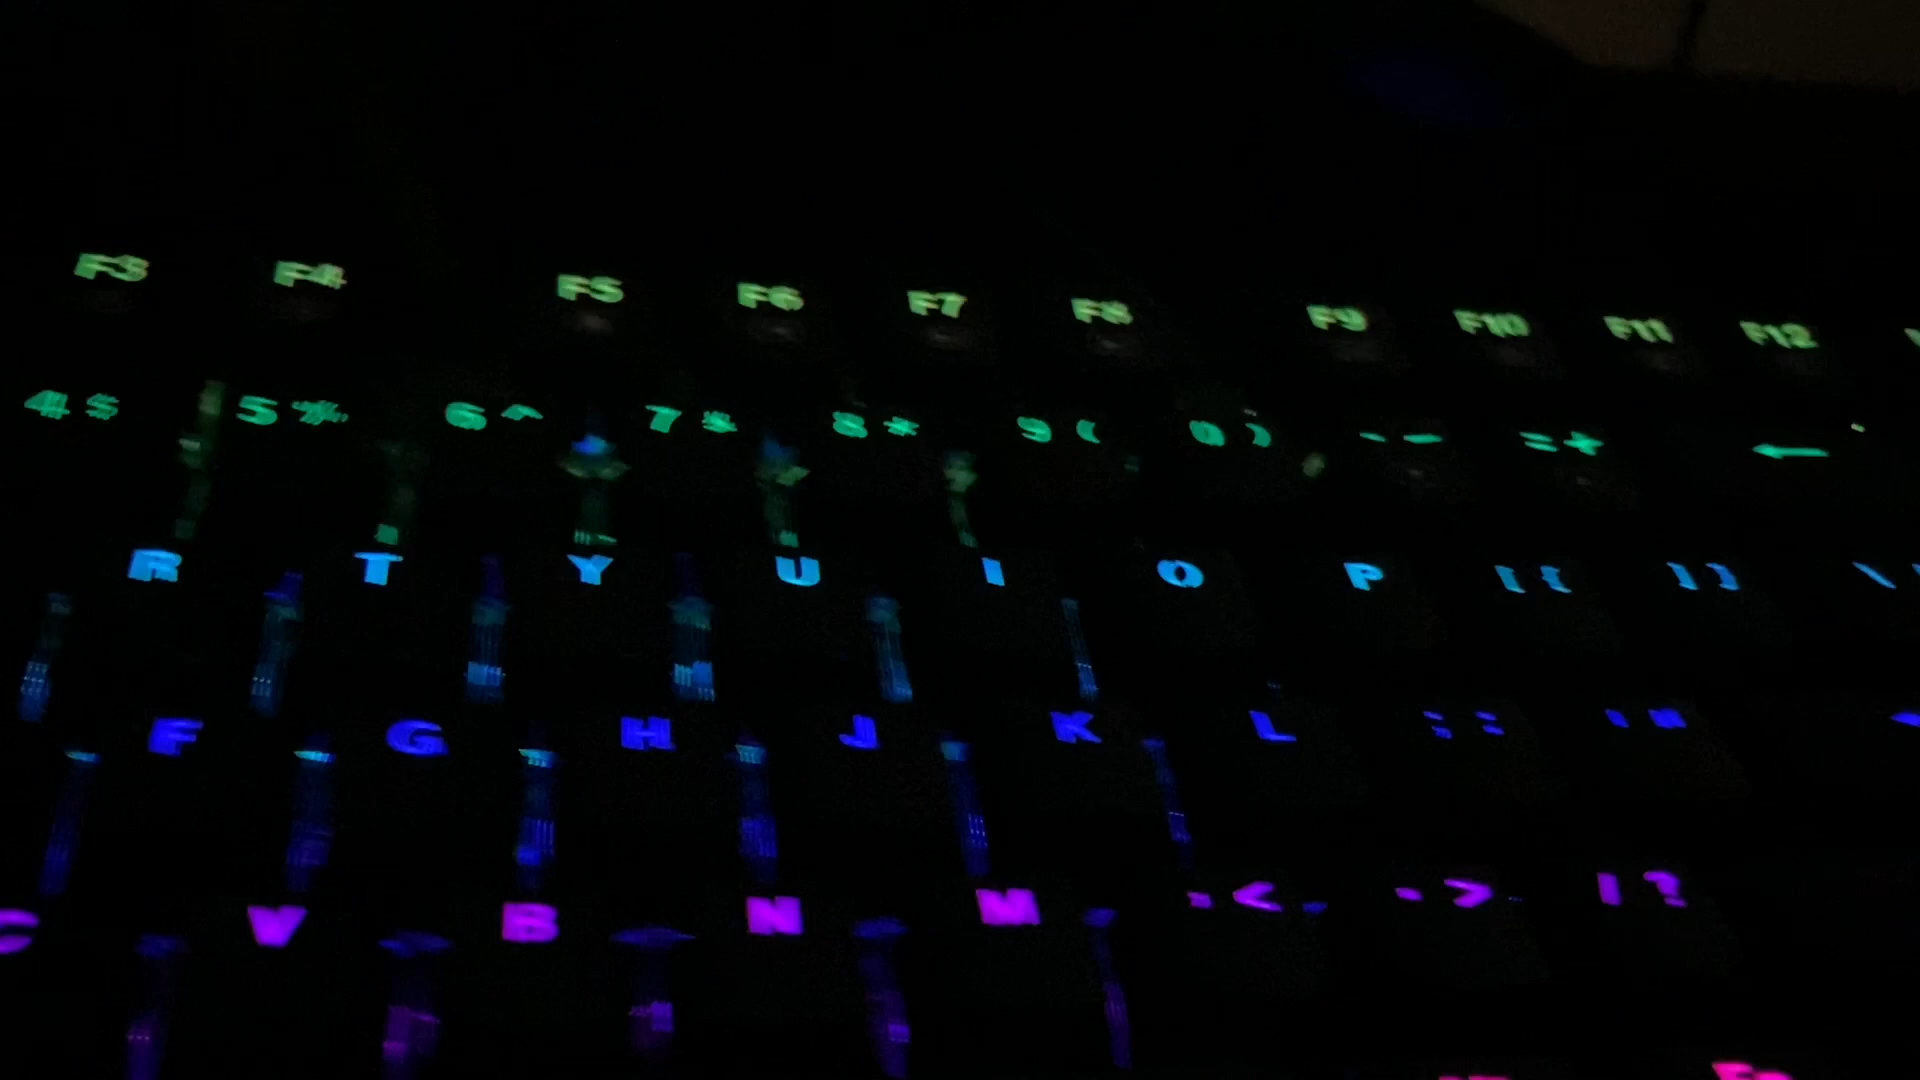 F3 F4 F5 F6 F7 F8 F9 F10 F11 F12
4$ 5% 6^ 7& 8* 9( 0) -_ =+ ←
R T Y U I O P [{ ]} \
F G H J K L ;: '"
C V B N M ,< .> /?